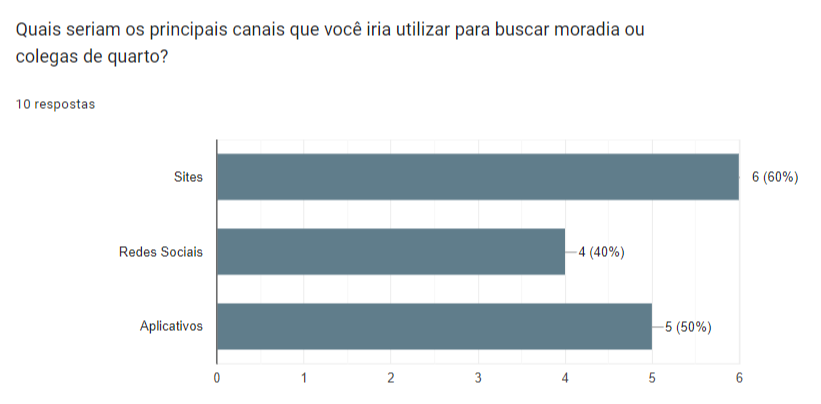 Quais seriam os principais canais que você iria utilizar para buscar moradia ou
colegas de quarto?
10 respostas
Sites
6 (60%)
Redes Sociais
4 (40%)
Aplicativos
5 (50%)
0 1 2 3 4 5 6